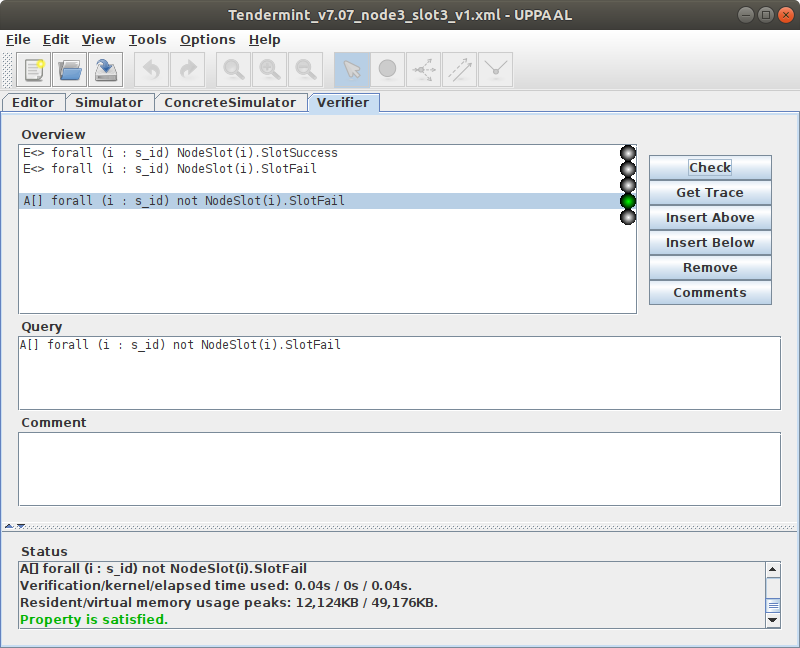 Tendermint_v7.07_node3_slot3_v1.xml - UPPAAL
File Edit View Tools Options Help
Editor Simulator ConcreteSimulator Verifier
Overview
E<> forall (i : s_id) NodeSlot(i).SlotSuccess
E<> forall (i : s_id) NodeSlot(i).SlotFail
A[] forall (i : s_id) not NodeSlot(i).SlotFail
Check
Get Trace
Insert Above
Insert Below
Remove
Comments
Query
A[] forall (i : s_id) not NodeSlot(i).SlotFail
Comment
Status
A[] forall (i : s_id) not NodeSlot(i).SlotFail
Verification/kernel/elapsed time used: 0.04s / 0s / 0.04s.
Resident/virtual memory usage peaks: 12,124KB / 49,176KB.
Property is satisfied.